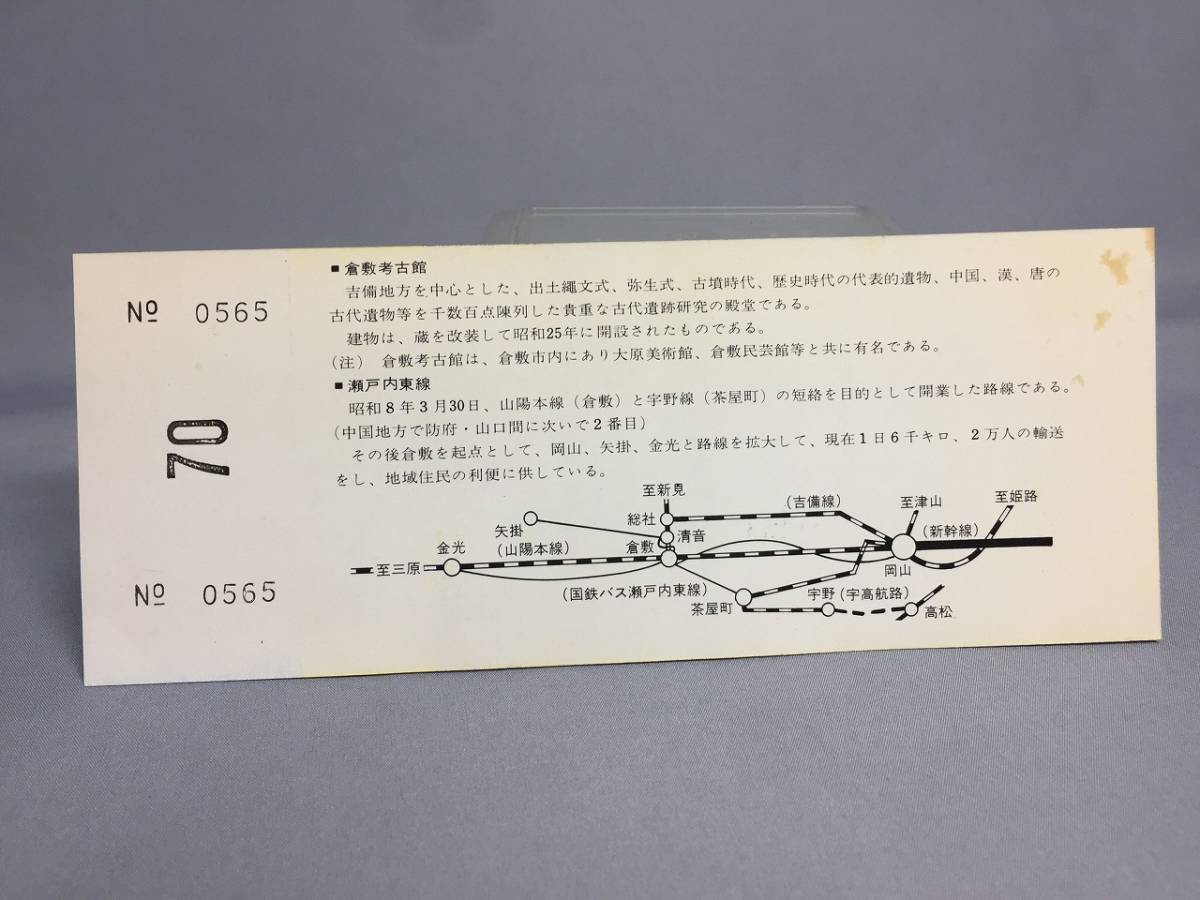 № 0565
70
№ 0565
■ 倉敷考古館
吉備地方を中心とした、出土繩文式、弥生式、古墳時代、歴史時代の代表的遺物、中国、漢、唐の
古代遺物等を千数百点陳列した貴重な古代遺跡研究の殿堂である。
建物は、蔵を改装して昭和25年に開設されたものである。
(注) 倉敷考古館は、倉敷市内にあり大原美術館、倉敷民芸館等と共に有名である。
■ 瀬戸内東線
昭和8年3月30日、山陽本線(倉敷)と宇野線(茶屋町)の短絡を目的として開業した路線である。
(中国地方で防府・山口間に次いで2番目)
その後倉敷を起点として、岡山、矢掛、金光と路線を拡大して、現在1日6千キロ、2万人の輸送
をし、地域住民の利便に供している。
至新見
総社
(吉備線)
至津山
至姫路
矢掛
清音
(新幹線)
金光
(山陽本線)
倉敷
至三原
岡山
(国鉄バス瀬戸内東線)
茶屋町
宇野
(宇高航路)
高松